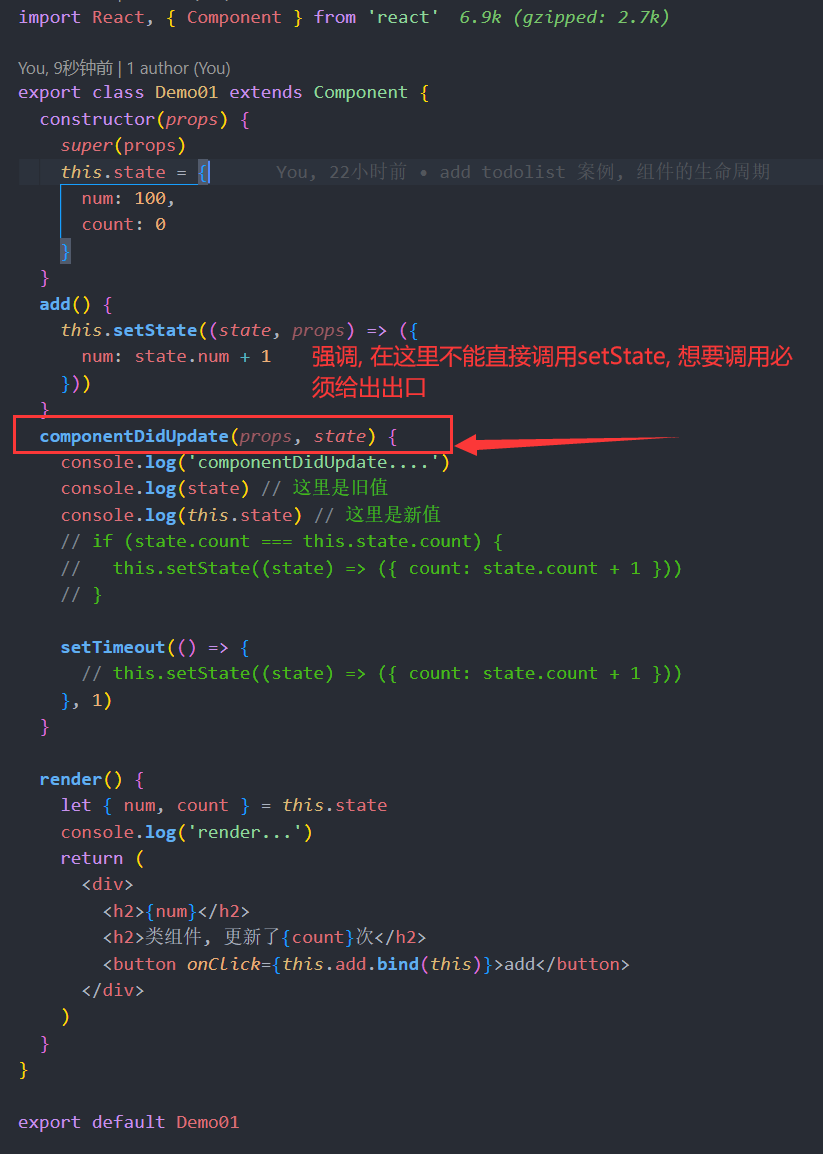 import React, { Component } from 'react' 6.9k (gzipped: 2.7k)
You, 9秒钟前 | 1 author (You)
export class Demo01 extends Component {
constructor(props) {
super(props)
this.state = { You, 22小时前 • add todolist 案例, 组件的生命周期
num: 100,
count: 0
}
}
add() {
this.setState((state, props) => ({
num: state.num + 1 强调, 在这里不能直接调用setState, 想要调用必
})) 须给出出口
}
componentDidUpdate(props, state) {
console.log('componentDidUpdate....')
console.log(state) // 这里是旧值
console.log(this.state) // 这里是新值
// if (state.count === this.state.count) {
//   this.setState((state) => ({ count: state.count + 1 }))
// }
setTimeout(() => {
// this.setState((state) => ({ count: state.count + 1 }))
}, 1)
}
render() {
let { num, count } = this.state
console.log('render...')
return (
<div>
<h2>{num}</h2>
<h2>类组件, 更新了{count}次</h2>
<button onClick={this.add.bind(this)}>add</button>
</div>
)
}
}
export default Demo01